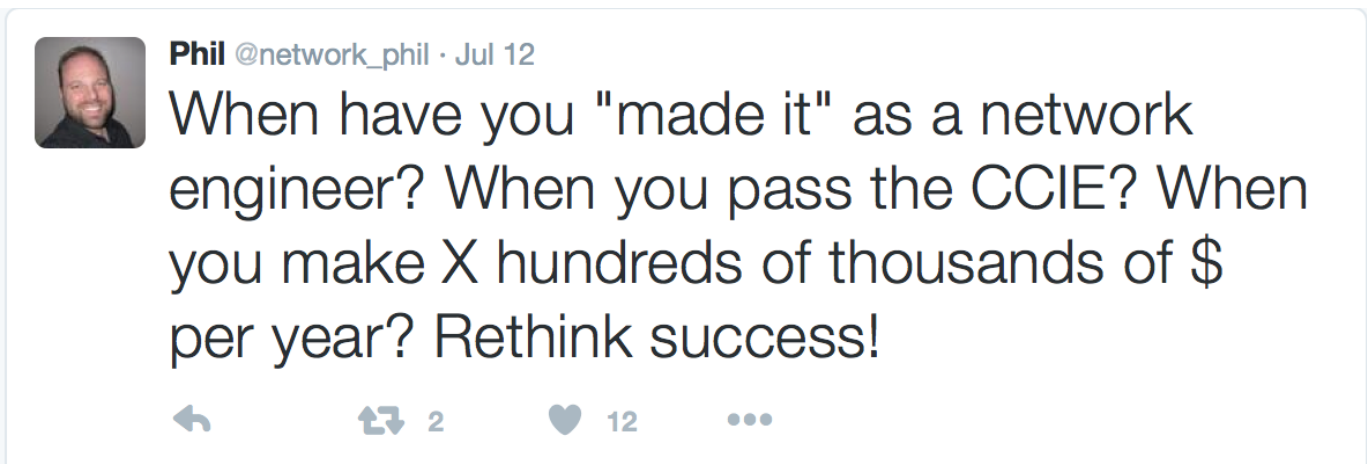 Phil @network_phil · Jul 12
When have you "made it" as a network
engineer? When you pass the CCIE? When
you make X hundreds of thousands of $
per year? Rethink success!
2 12